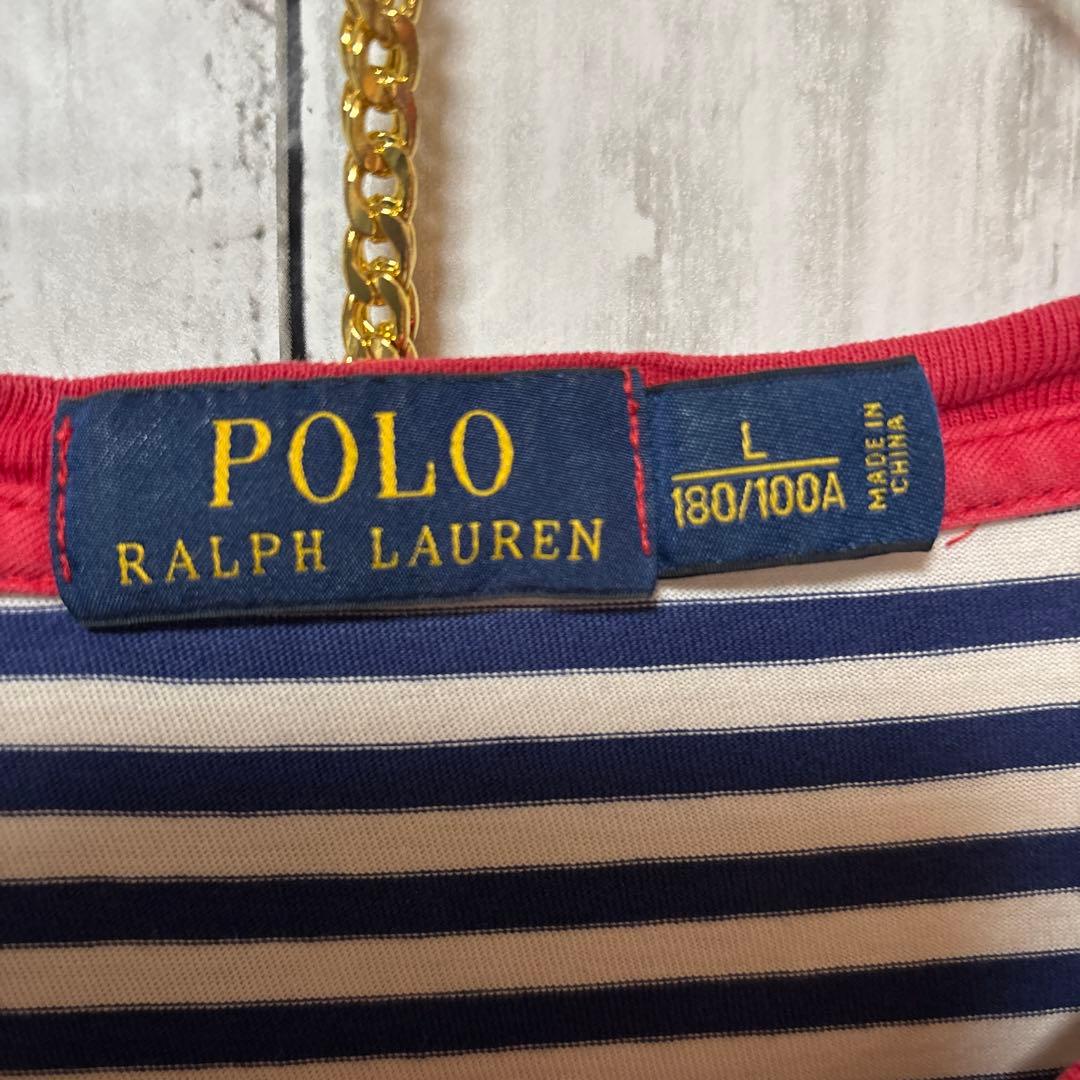 POLO
RALPH LAUREN
L
180/100A
MADE IN
CHINA